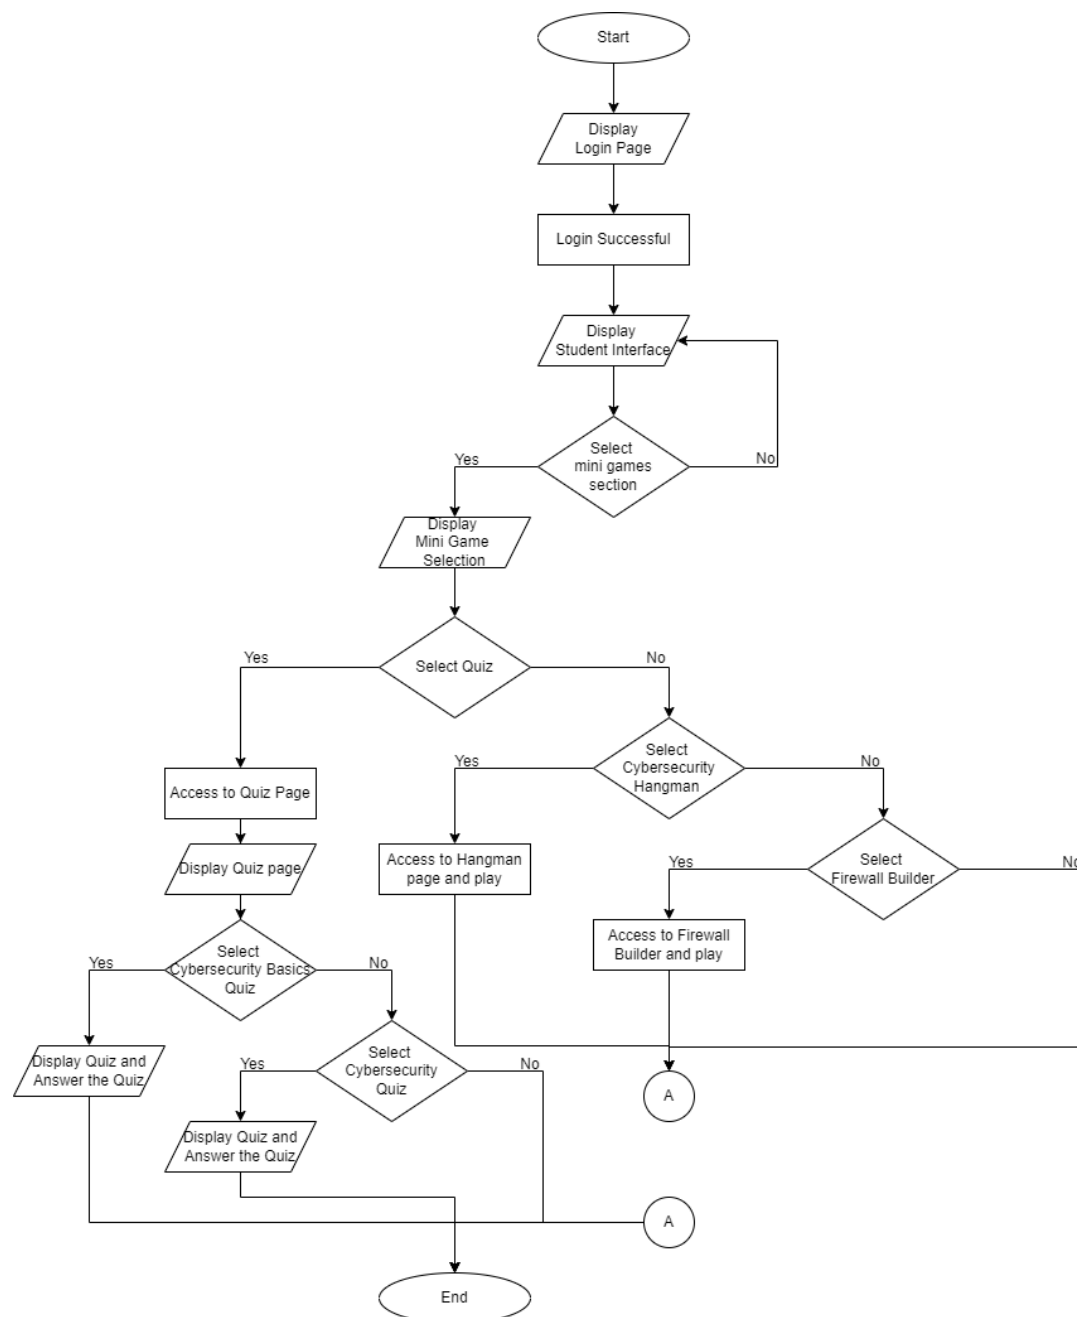 Start
Display
Login Page
Login Successful
Display
Student Interface
Select
mini games
section
Yes
No
Display
Mini Game
Selection
Select Quiz
Yes
No
Select
Cybersecurity
Hangman
Yes
No
Access to Quiz Page
Access to Hangman
page and play
Select
Firewall Builder
Yes
No
Display Quiz page
Access to Firewall
Builder and play
Select
Cybersecurity Basics
Quiz
Yes
No
Display Quiz and
Answer the Quiz
Select
Cybersecurity
Quiz
Yes
No
A
Display Quiz and
Answer the Quiz
A
End